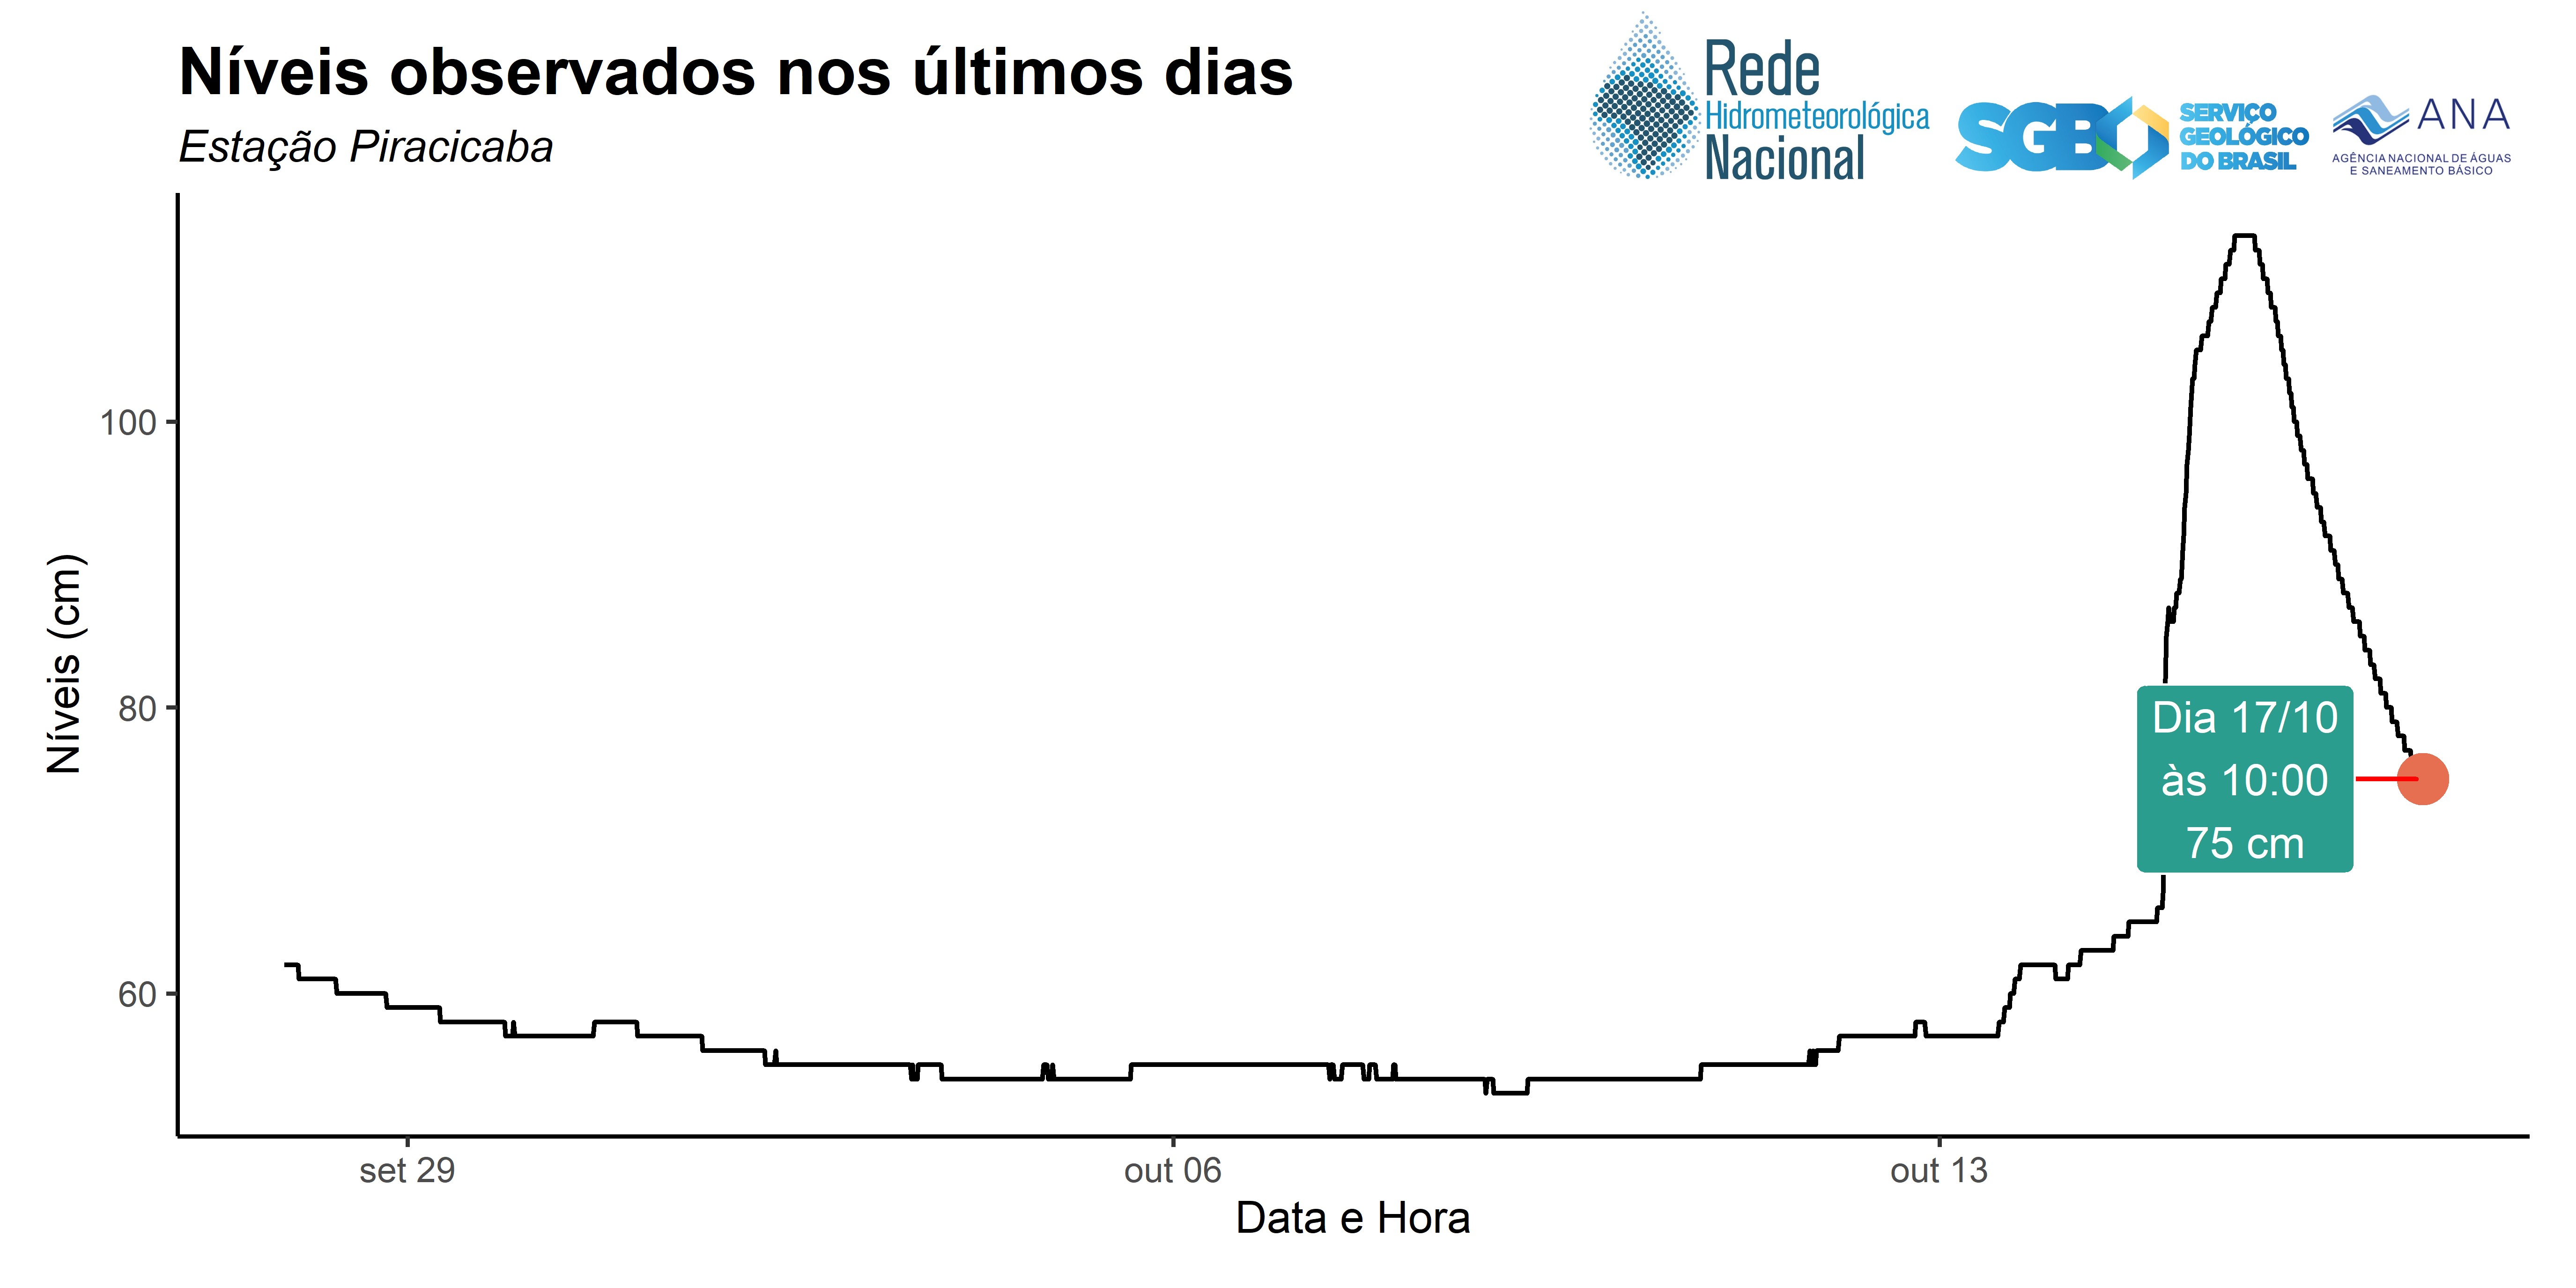 Níveis observados nos últimos dias
Estação Piracicaba
Rede
Hidrometeorológica
Nacional
SGB
SERVIÇO
GEOLÓGICO
DO BRASIL
ANA
AGÊNCIA NACIONAL DE ÁGUAS
E SANEAMENTO BÁSICO
Níveis (cm)
100
80
60
Dia 17/10
às 10:00
75 cm
set 29
out 06
out 13
Data e Hora